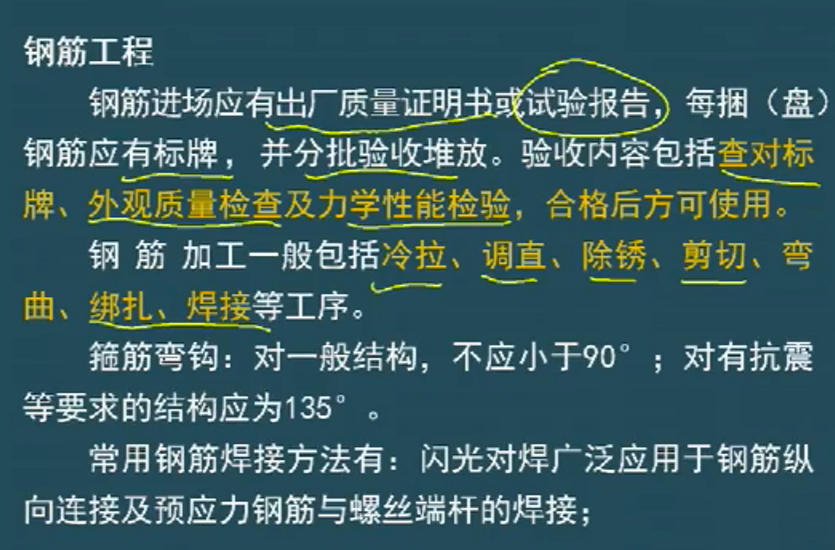 钢筋工程
钢筋进场应有出厂质量证明书或试验报告，每捆（盘）
钢筋应有标牌，并分批验收堆放。验收内容包括查对标
牌、外观质量检查及力学性能检验，合格后方可使用。
钢 筋 加工一般包括冷拉、调直、除锈、剪切、弯
曲、绑扎、焊接等工序。
箍筋弯钩：对一般结构，不应小于90°；对有抗震
等要求的结构应为135°。
常用钢筋焊接方法有：闪光对焊广泛应用于钢筋纵
向连接及预应力钢筋与螺丝端杆的焊接；